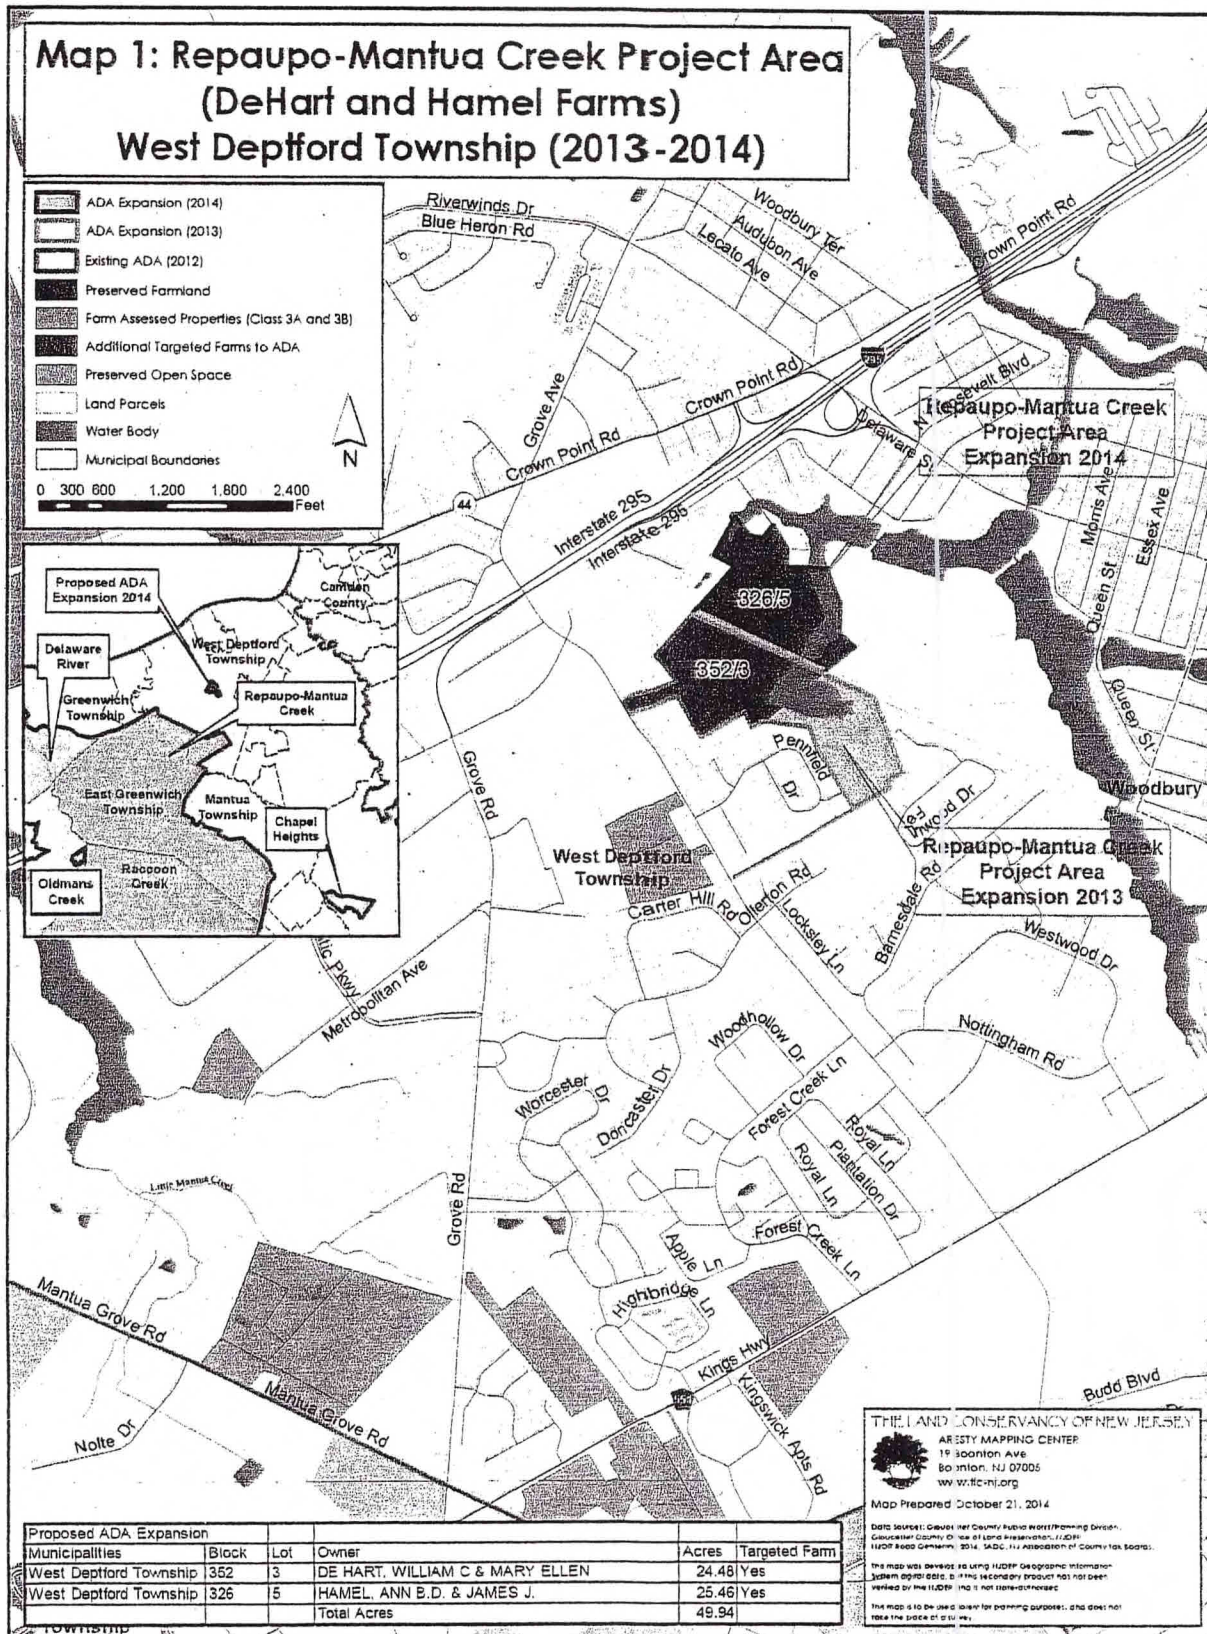 Map 1: Repaupo-Mantua Creek Project Area
(DeHart and Hamel Farms)
West Deptford Township (2013-2014)
ADA Expansion (2014)
ADA Expansion (2013)
Existing ADA (2012)
Preserved Farmland
Farm Assessed Properties (Class 3A and 3B)
Additional Targeted Farms to ADA
Preserved Open Space
Land Parcels
Water Body
Municipal Boundaries
N
0 300 600 1,200 1,800 2,400
Feet
Riverwinds Dr
Blue Heron Rd
Woodbury Ter
Audubon Ave
Lecato Ave
Crown Point Rd
Grove Ave
Crown Point Rd
Crown Point Rd
44
295
Interstate 295
Interstate 295
Delaware St
Repaupo-Mantua Creek
Project Area
Expansion 2014
Morris Ave
Essex Ave
Queen St
Queen St
326/5
352/3
Proposed ADA
Expansion 2014
Camden
County
West Deptford
Township
Delaware
River
Greenwich
Township
Repaupo-Mantua
Creek
East Greenwich
Township
Mantua
Township
Chapel
Heights
Raccoon
Creek
Oldmans
Creek
Grove Rd
Pennfield
Dr
Woodbury
West Deptford
Township
Repaupo-Mantua Creek
Project Area
Expansion 2013
Carter Hill Rd
Ollerton Rd
Locksley Ln
Barnesdale Rd
Westwood Dr
Metropolitan Ave
Nottingham Rd
Woodhollow Dr
Worcester
Dr
Doncaster Dr
Forest Creek Ln
Royal Ln
Plantation Dr
Royal Ln
Little Mantua Creek
Grove Rd
Forest Creek Ln
Apple Ln
Highbridge Ln
Mantua Grove Rd
Kings Hwy
Kingswick Apts Rd
Mantua Grove Rd
Nolte Dr
Budd Blvd
THE LAND CONSERVANCY OF NEW JERSEY
ARESTY MAPPING CENTER
19 Boonton Ave
Boonton, NJ 07005
www.tlc-nj.org
Map Prepared October 21, 2014
Proposed ADA Expansion
Municipalities Block Lot Owner Acres Targeted Farm
West Deptford Township 352 3 DE HART, WILLIAM C & MARY ELLEN 24.48 Yes
West Deptford Township 326 5 HAMEL, ANN B.D. & JAMES J. 25.46 Yes
Total Acres 49.94
Township